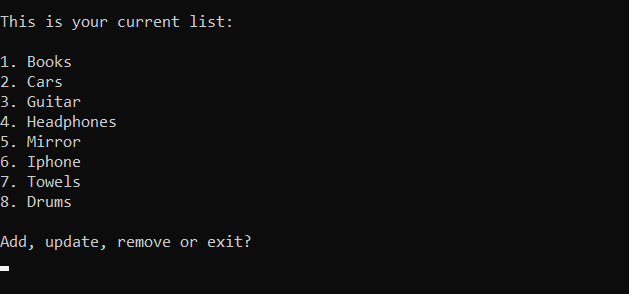 This is your current list:
1. Books
2. Cars
3. Guitar
4. Headphones
5. Mirror
6. Iphone
7. Towels
8. Drums
Add, update, remove or exit?